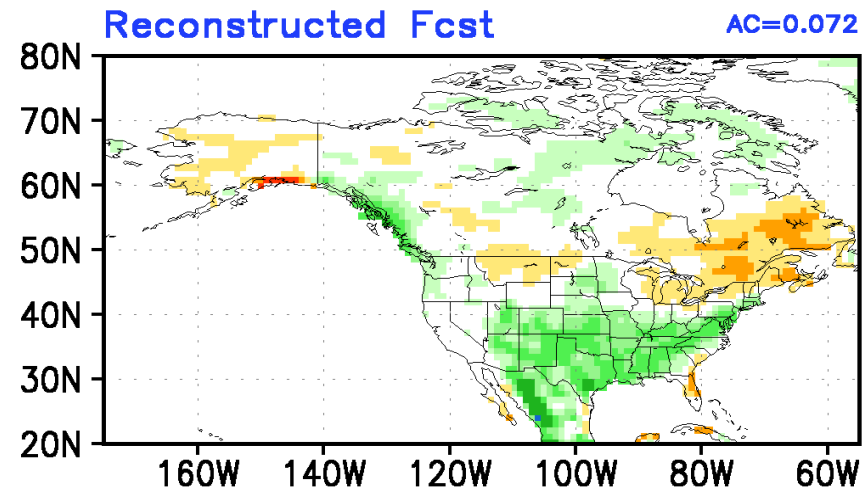 Reconstructed Fcst
AC=0.072
80N
70N
60N
50N
40N
30N
20N
160W 140W 120W 100W 80W 60W